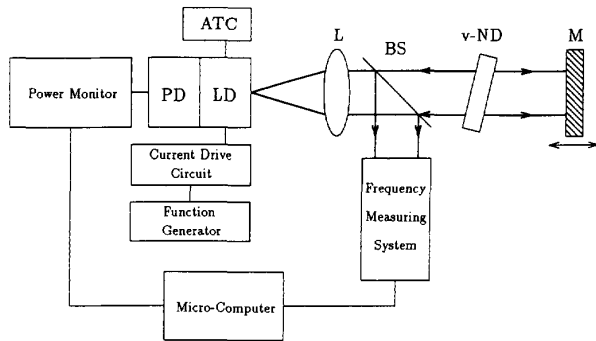 ATC
L
BS
v-ND
M
Power Monitor
PD
LD
Current Drive
Circuit
Function
Generator
Frequency
Measuring
System
Micro-Computer